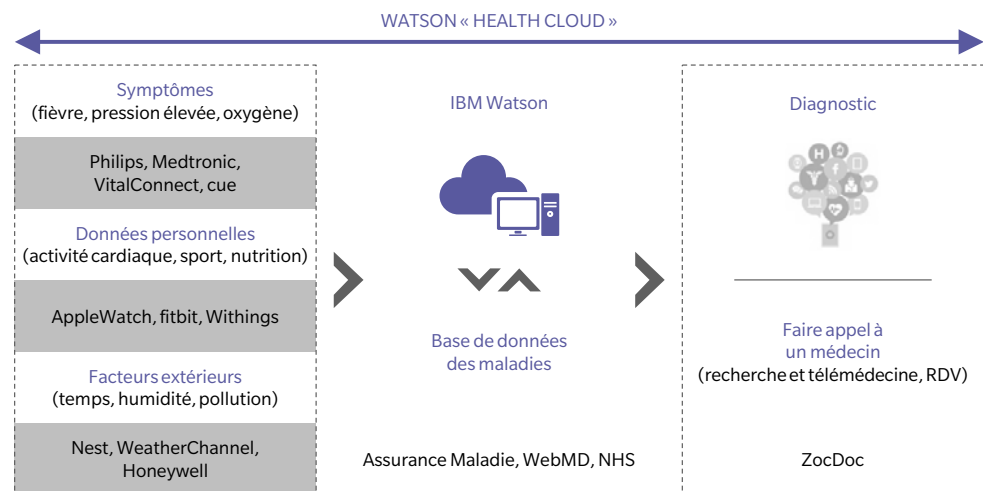 WATSON « HEALTH CLOUD »
Symptômes
(fièvre, pression élevée, oxygène)
Philips, Medtronic,
VitalConnect, cue
Données personnelles
(activité cardiaque, sport, nutrition)
AppleWatch, fitbit, Withings
Facteurs extérieurs
(temps, humidité, pollution)
Nest, WeatherChannel,
Honeywell
IBM Watson
Base de données
des maladies
Assurance Maladie, WebMD, NHS
Diagnostic
H
Faire appel à
un médecin
(recherche et télémédecine, RDV)
ZocDoc